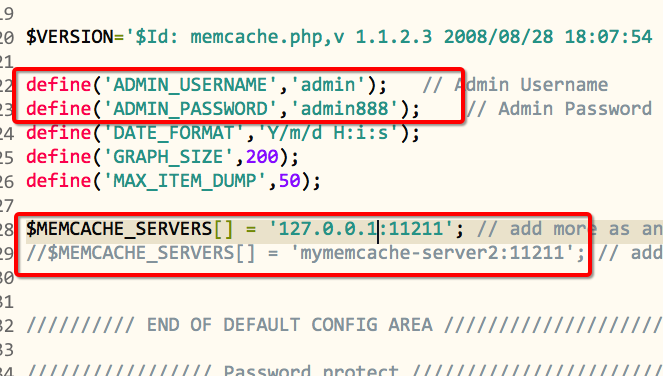 19
20 $VERSION='$Id: memcache.php,v 1.1.2.3 2008/08/28 18:07:54
22 define('ADMIN_USERNAME','admin'); // Admin Username
23 define('ADMIN_PASSWORD','admin888'); // Admin Password
24 define('DATE_FORMAT','Y/m/d H:i:s');
25 define('GRAPH_SIZE',200);
26 define('MAX_ITEM_DUMP',50);
27
28 $MEMCACHE_SERVERS[] = '127.0.0.1:11211'; // add more as an
29 //$MEMCACHE_SERVERS[] = 'mymemcache-server2:11211'; // add
30
31
32 ////////// END OF DEFAULT CONFIG AREA /////////////////////
33
34 //////////////// Password protect ////////////////////////